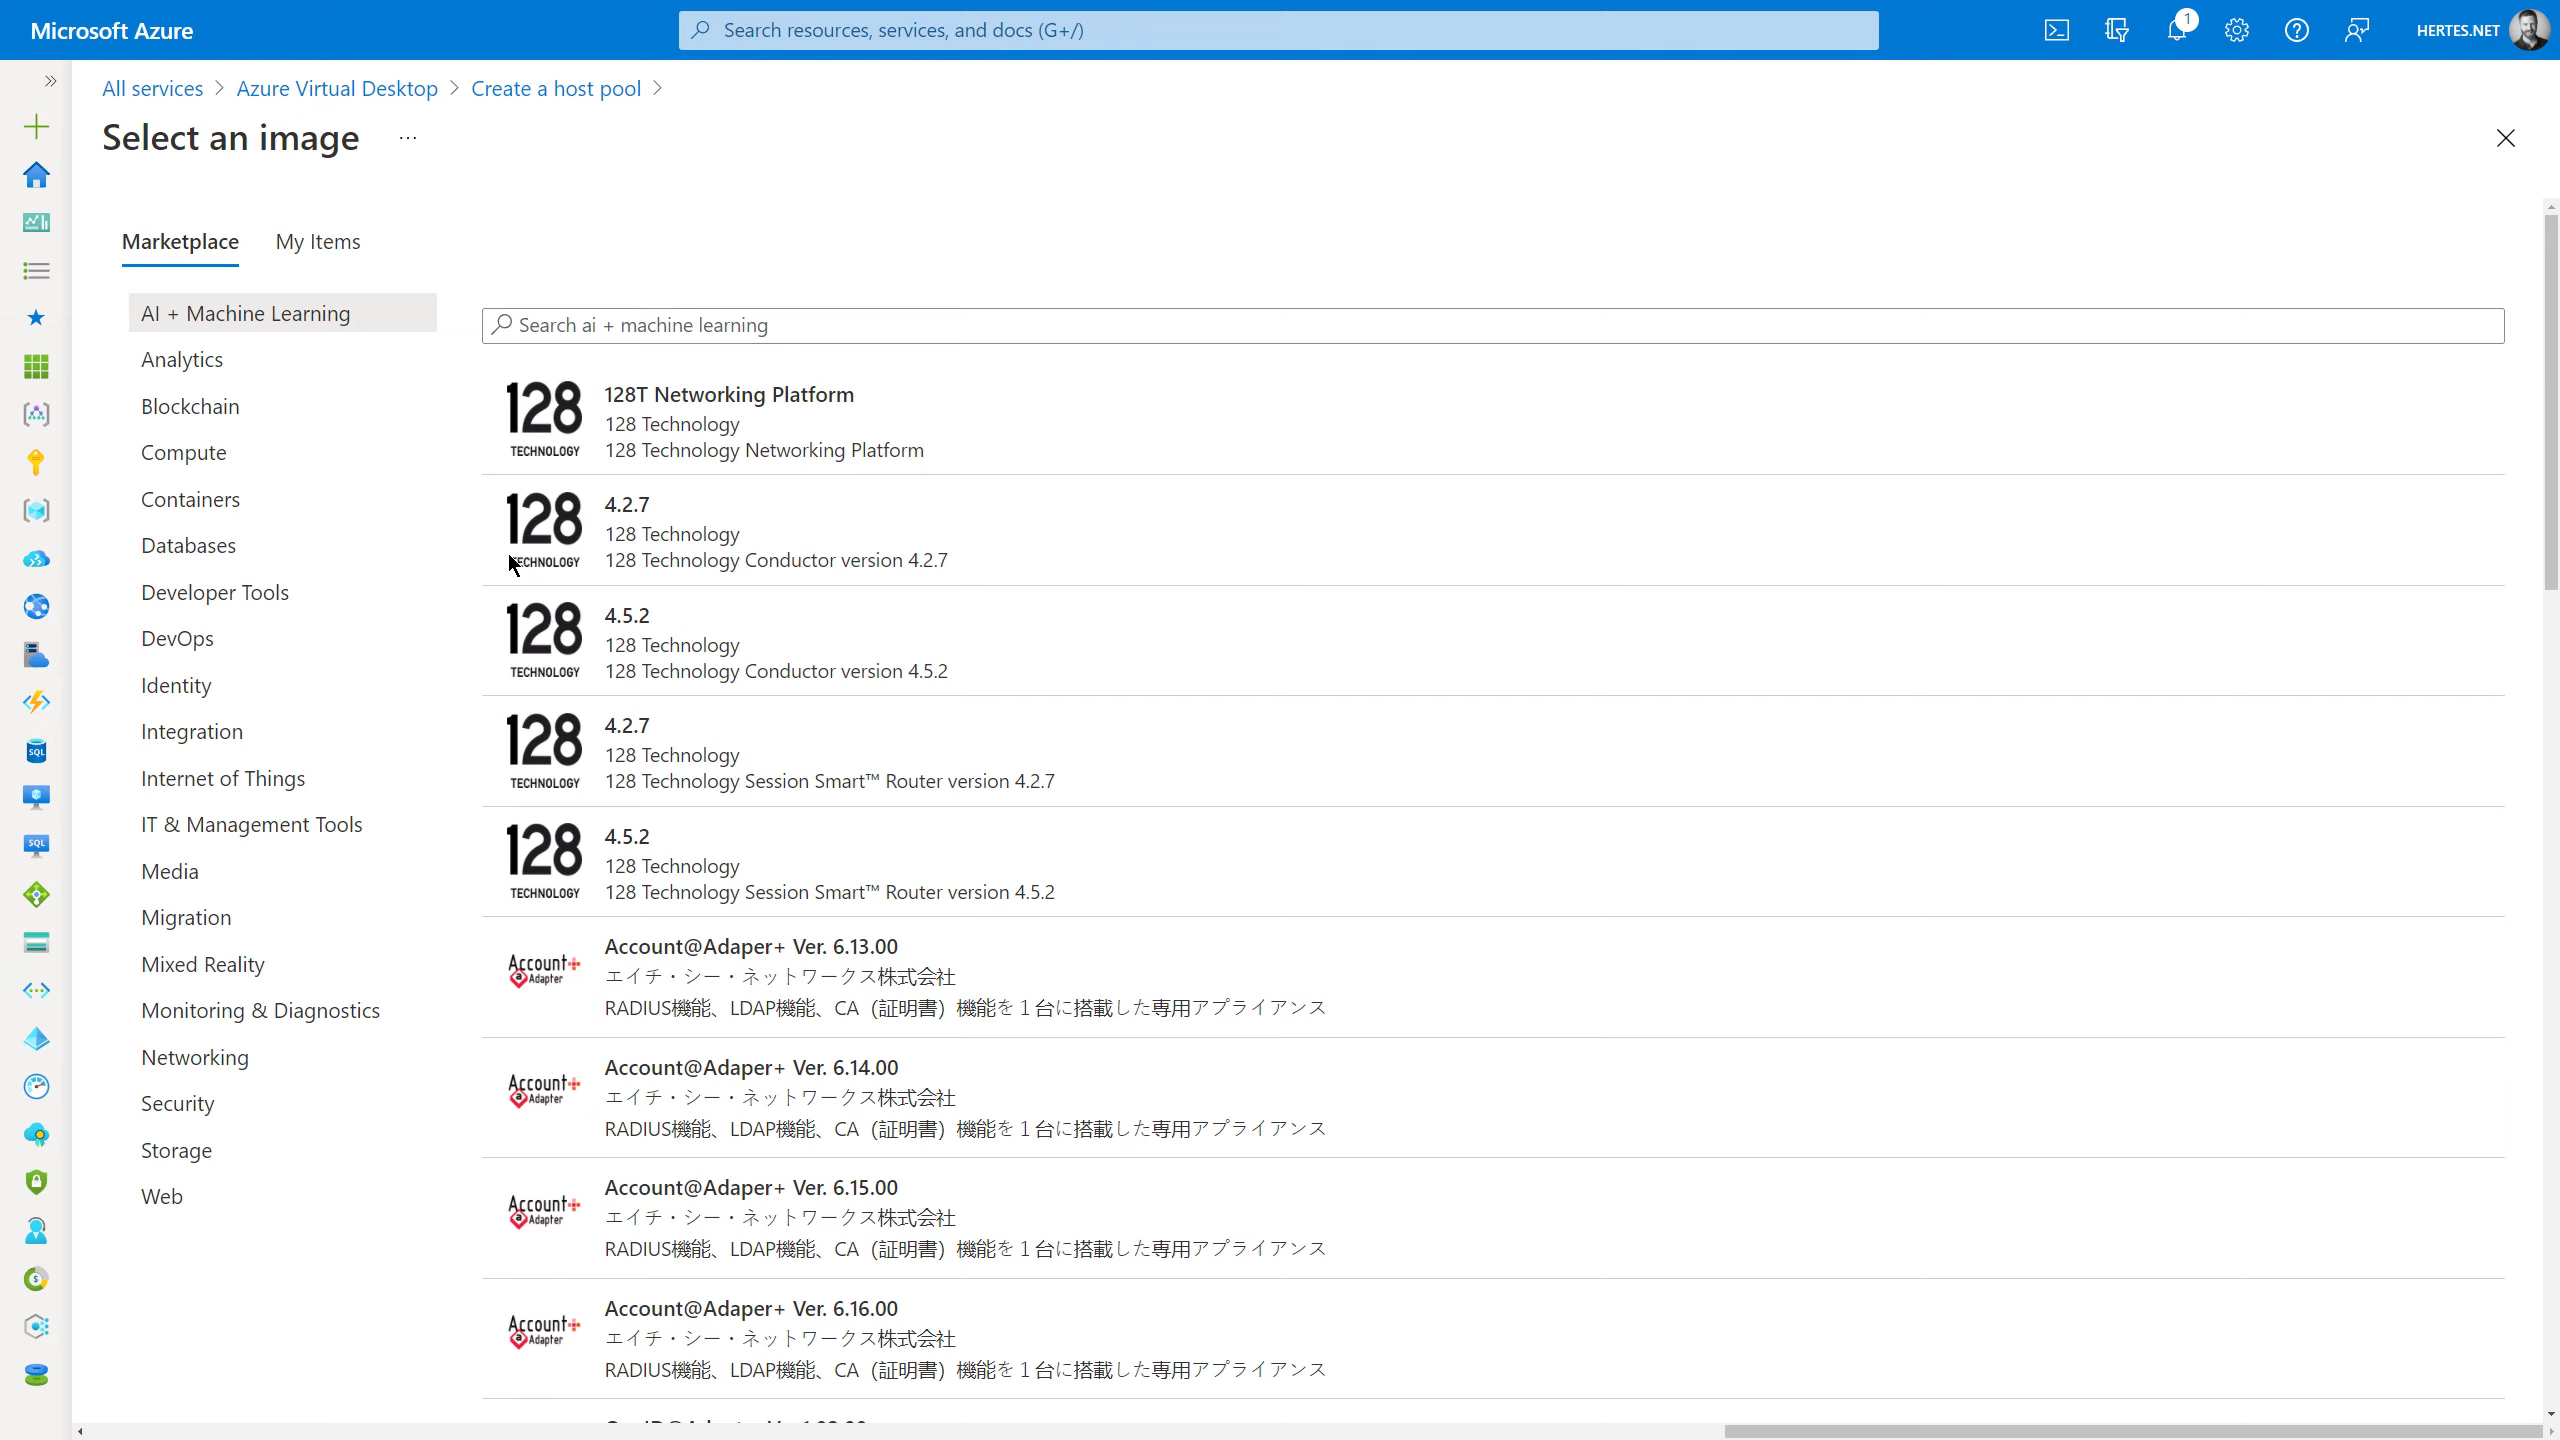 Microsoft Azure
Search resources, services, and docs (G+/)
1
HERTES.NET
All services > Azure Virtual Desktop > Create a host pool >
Select an image ...
Marketplace
My Items
AI + Machine Learning
Analytics
Blockchain
Compute
Containers
Databases
Developer Tools
DevOps
Identity
Integration
Internet of Things
IT & Management Tools
Media
Migration
Mixed Reality
Monitoring & Diagnostics
Networking
Security
Storage
Web
SQL
SQL
Search ai + machine learning
128 TECHNOLOGY
128T Networking Platform
128 Technology
128 Technology Networking Platform
128 TECHNOLOGY
4.2.7
128 Technology
128 Technology Conductor version 4.2.7
128 TECHNOLOGY
4.5.2
128 Technology
128 Technology Conductor version 4.5.2
128 TECHNOLOGY
4.2.7
128 Technology
128 Technology Session Smart™ Router version 4.2.7
128 TECHNOLOGY
4.5.2
128 Technology
128 Technology Session Smart™ Router version 4.5.2
Account+ @Adapter
Account@Adaper+ Ver. 6.13.00
エイチ・シー・ネットワークス株式会社
RADIUS機能、LDAP機能、CA（証明書）機能を１台に搭載した専用アプライアンス
Account+ @Adapter
Account@Adaper+ Ver. 6.14.00
エイチ・シー・ネットワークス株式会社
RADIUS機能、LDAP機能、CA（証明書）機能を１台に搭載した専用アプライアンス
Account+ @Adapter
Account@Adaper+ Ver. 6.15.00
エイチ・シー・ネットワークス株式会社
RADIUS機能、LDAP機能、CA（証明書）機能を１台に搭載した専用アプライアンス
Account+ @Adapter
Account@Adaper+ Ver. 6.16.00
エイチ・シー・ネットワークス株式会社
RADIUS機能、LDAP機能、CA（証明書）機能を１台に搭載した専用アプライアンス